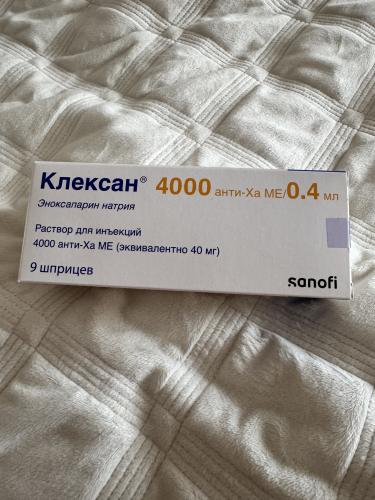 Клексан® 4000 анти-Ха МЕ/0.4 мл
Эноксапарин натрия
Раствор для инъекций
4000 анти-Ха МЕ (эквивалентно 40 мг)
9 шприцев
sanofi